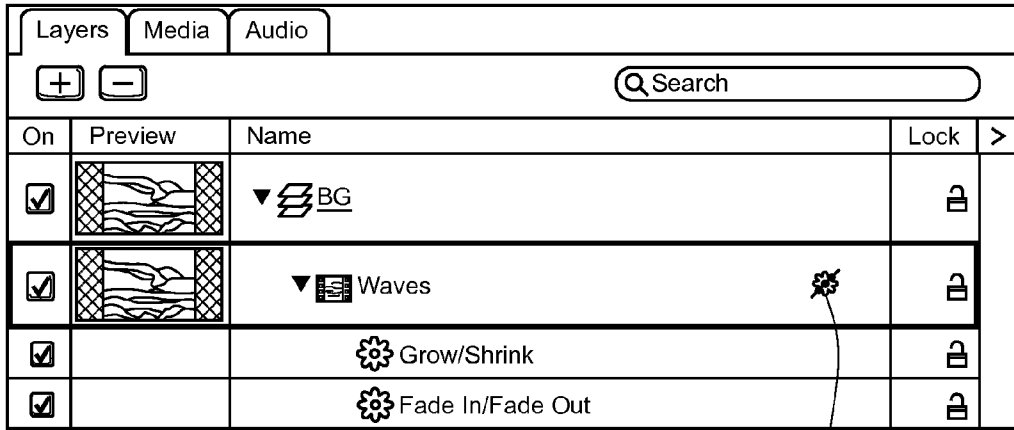 Layers Media Audio
+ − Search
On Preview Name Lock >
BG
Waves
Grow/Shrink
Fade In/Fade Out